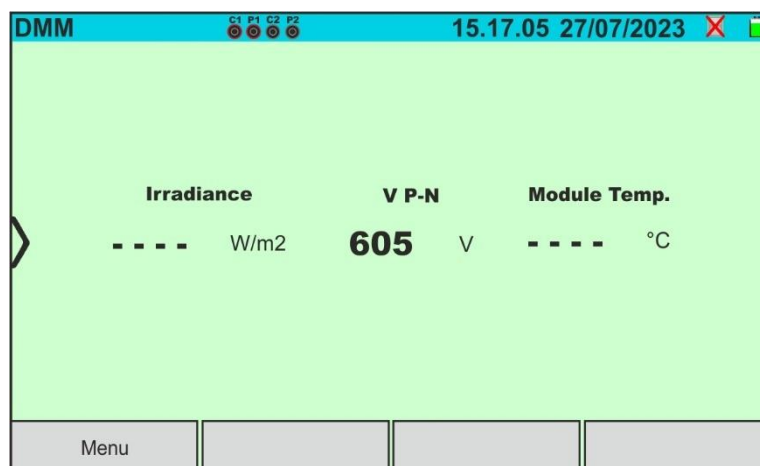 DMM C1 P1 C2 P2 15.17.05 27/07/2023
Irradiance V P-N Module Temp.
---- W/m2 605 V ---- °C
Menu